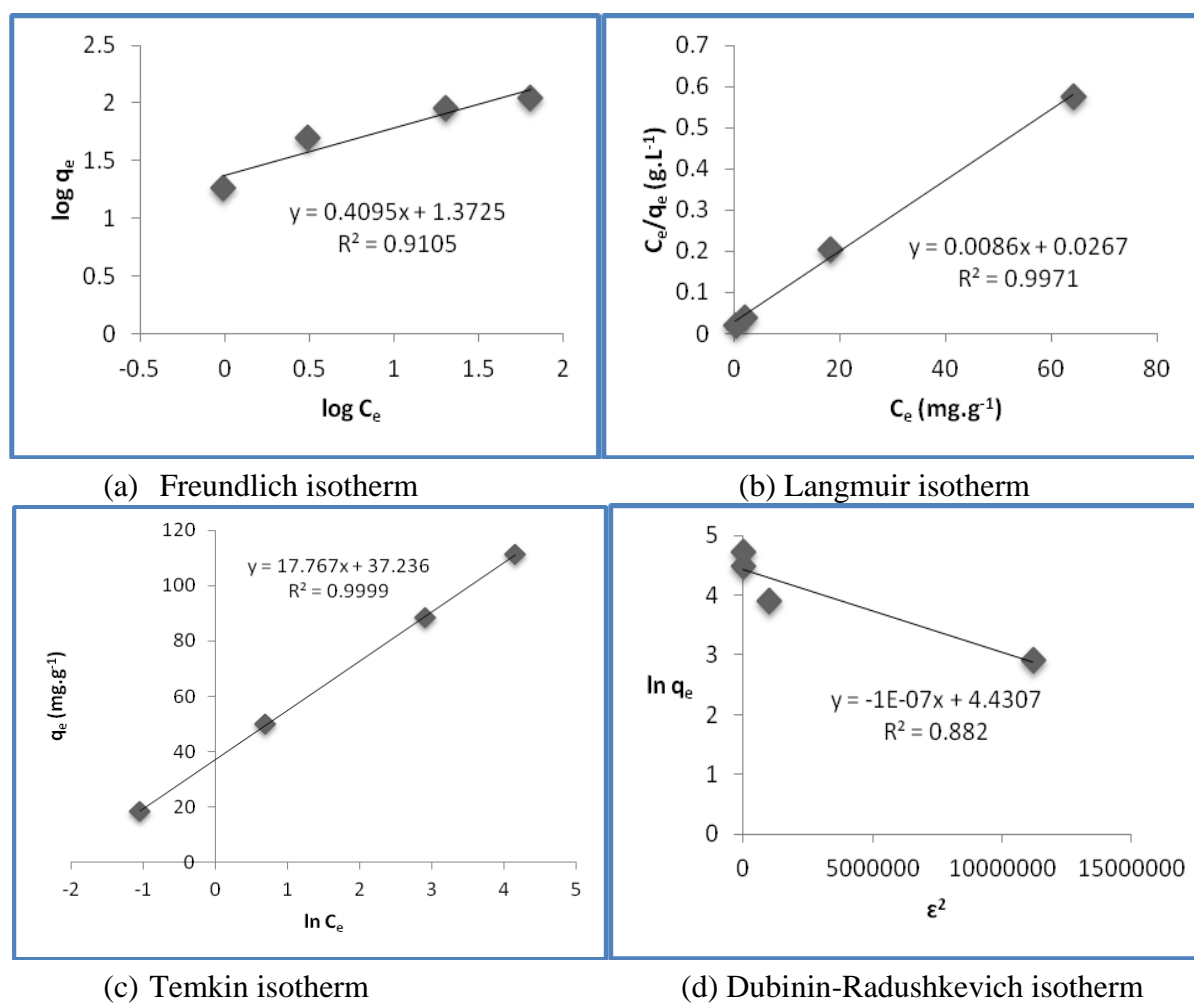 2.5
2
1.5
1
0.5
0
-0.5 0 0.5 1 1.5 2
log qₑ
log Cₑ
y = 0.4095x + 1.3725
R² = 0.9105
0.7
0.6
0.5
0.4
0.3
0.2
0.1
0
0 20 40 60 80
Cₑ/qₑ (g.L⁻¹)
Cₑ (mg.g⁻¹)
y = 0.0086x + 0.0267
R² = 0.9971
(a) Freundlich isotherm
(b) Langmuir isotherm
120
100
80
60
40
20
0
-2 -1 0 1 2 3 4 5
qₑ (mg.g⁻¹)
ln Cₑ
y = 17.767x + 37.236
R² = 0.9999
5
4
3
2
1
0
0 5000000 10000000 15000000
ln qₑ
ε²
y = -1E-07x + 4.4307
R² = 0.882
(c) Temkin isotherm
(d) Dubinin-Radushkevich isotherm